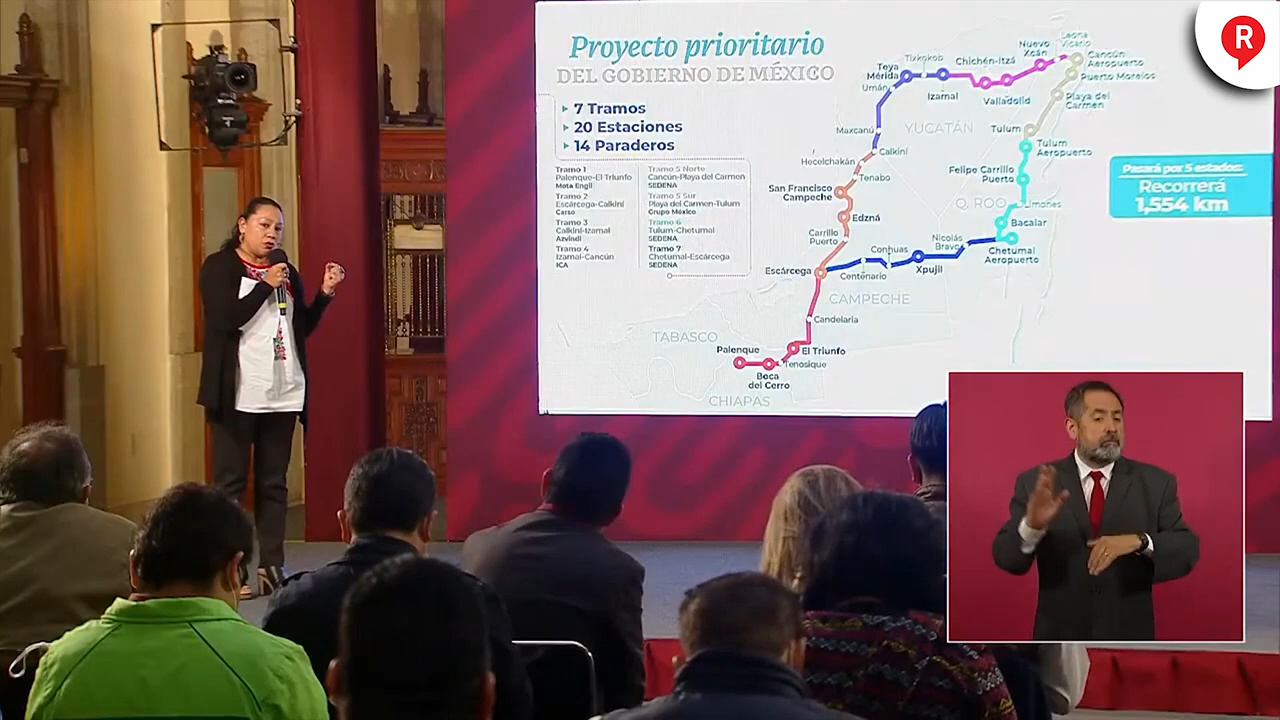 R
Proyecto prioritario
DEL GOBIERNO DE MÉXICO
7 Tramos
20 Estaciones
14 Paraderos
Tramo 1
Palenque-El Triunfo
Mota Engil
Tramo 2
Escárcega-Calkiní
Carso
Tramo 3
Calkiní-Izamal
Azvindi
Tramo 4
Izamal-Cancún
ICA
Tramo 5 Norte
Cancún-Playa del Carmen
SEDENA
Tramo 5 Sur
Playa del Carmen-Tulum
Grupo México
Tramo 6
Tulum-Chetumal
SEDENA
Tramo 7
Chetumal-Escárcega
SEDENA
Leona
Vicario
Cancún
Aeropuerto
Puerto Morelos
Playa del
Carmen
Nuevo
Xcán
Chichén-Itzá
Valladolid
Tixkokob
Izamal
Teya
Mérida
Umán
Maxcanú
YUCATÁN
Calkiní
Hecelchakán
Tenabo
San Francisco
Campeche
Edzná
Carrillo
Puerto
Tulum
Tulum
Aeropuerto
Felipe Carrillo
Puerto
Q. ROO
Limones
Bacalar
Chetumal
Aeropuerto
Nicolás
Bravo
Conhuas
Xpujil
Centenario
Escárcega
CAMPECHE
Candelaria
TABASCO
El Triunfo
Tenosique
Palenque
Boca
del Cerro
CHIAPAS
Pasará por 5 estados:
Recorrerá
1,554 km